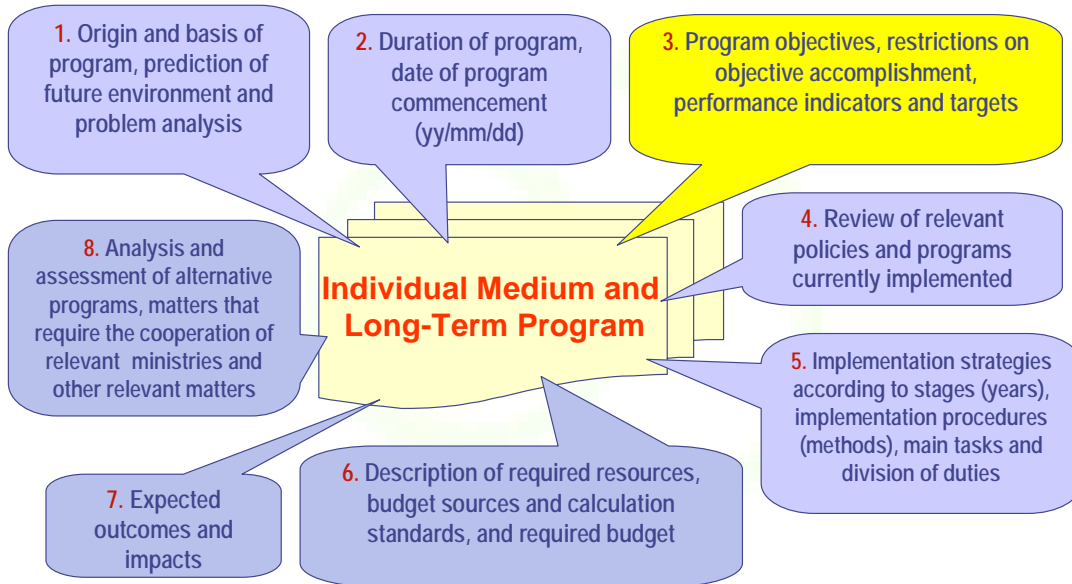 1. Origin and basis of
program, prediction of
future environment and
problem analysis
2. Duration of program,
date of program
commencement
(yy/mm/dd)
3. Program objectives, restrictions on
objective accomplishment,
performance indicators and targets
4. Review of relevant
policies and programs
currently implemented
5. Implementation strategies
according to stages (years),
implementation procedures
(methods), main tasks and
division of duties
6. Description of required resources,
budget sources and calculation
standards, and required budget
7. Expected
outcomes and
impacts
8. Analysis and
assessment of alternative
programs, matters that
require the cooperation of
relevant ministries and
other relevant matters
Individual Medium and
Long-Term Program